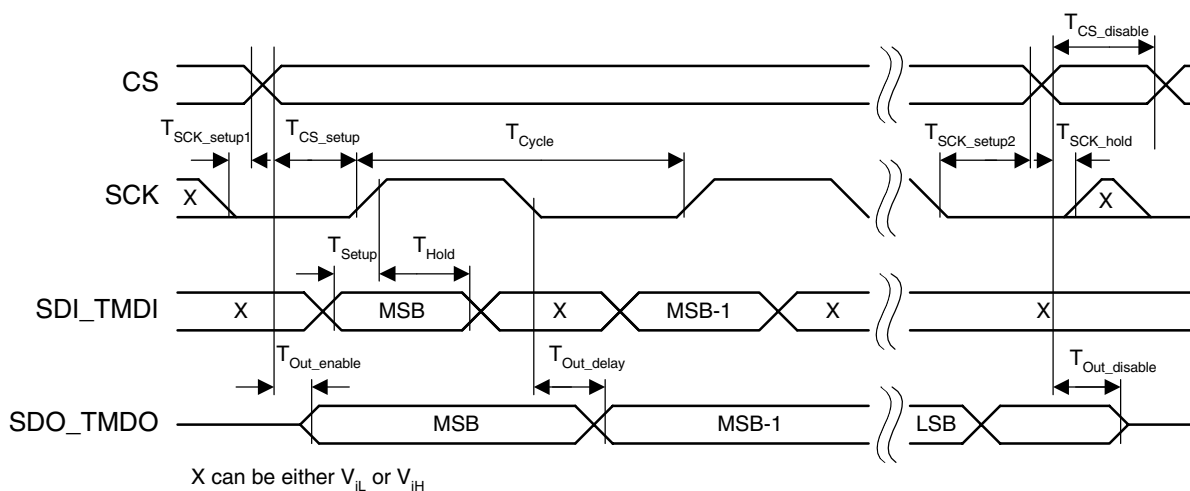 T_CS_disable
CS
T_SCK_setup1 T_CS_setup T_Cycle T_SCK_setup2 T_SCK_hold
SCK X X
T_Setup T_Hold
SDI_TMDI X MSB X MSB-1 X X
T_Out_enable T_Out_delay T_Out_disable
SDO_TMDO MSB MSB-1 LSB
X can be either V_iL or V_iH